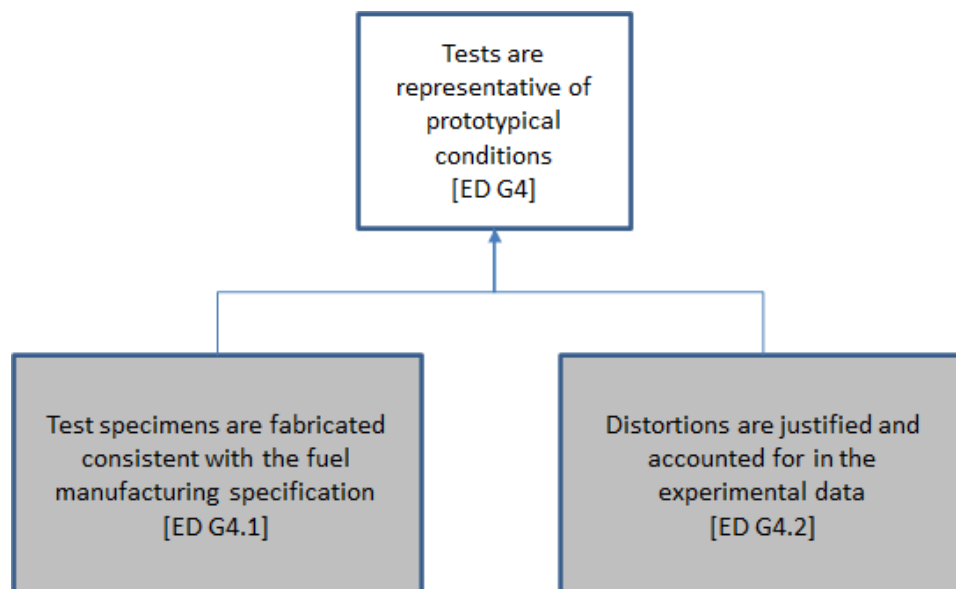 Tests are
representative of
prototypical
conditions
[ED G4]
Test specimens are fabricated
consistent with the fuel
manufacturing specification
[ED G4.1]
Distortions are justified and
accounted for in the
experimental data
[ED G4.2]